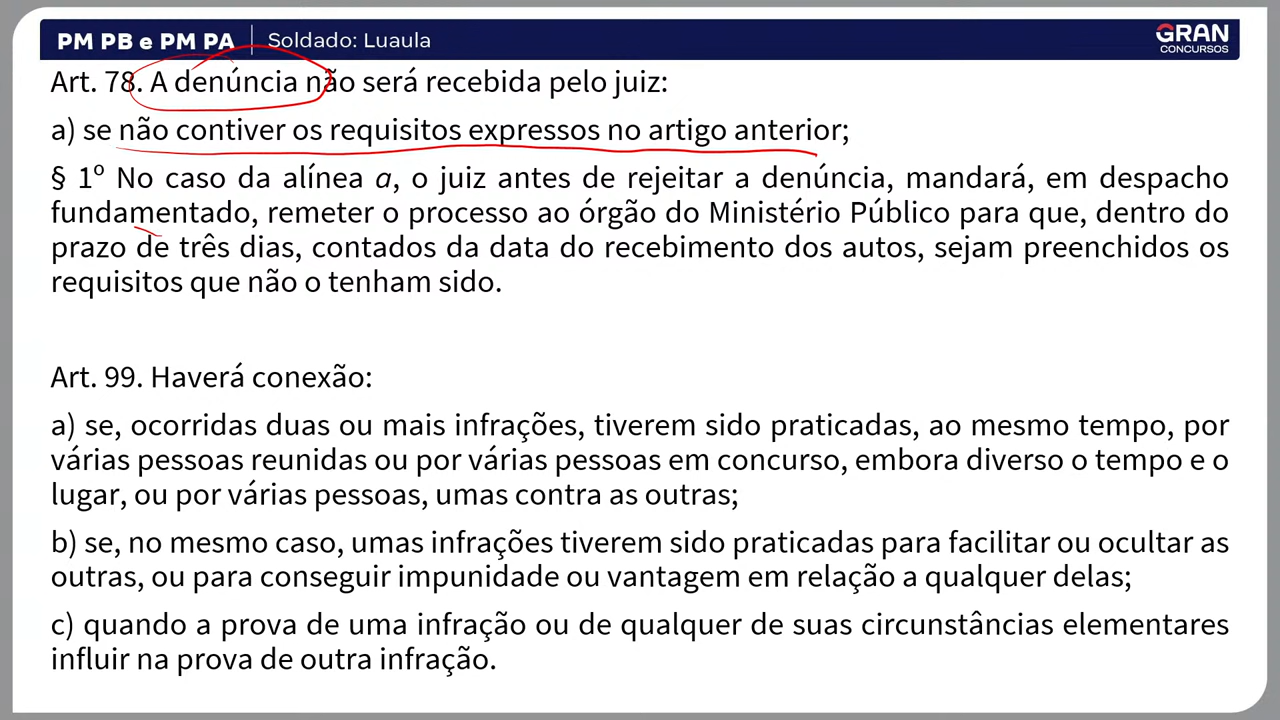 PM PB e PM PA | Soldado: Luaula
GRAN
CONCURSOS
Art. 78. A denúncia não será recebida pelo juiz:
a) se não contiver os requisitos expressos no artigo anterior;
§ 1º No caso da alínea a, o juiz antes de rejeitar a denúncia, mandará, em despacho
fundamentado, remeter o processo ao órgão do Ministério Público para que, dentro do
prazo de três dias, contados da data do recebimento dos autos, sejam preenchidos os
requisitos que não o tenham sido.
Art. 99. Haverá conexão:
a) se, ocorridas duas ou mais infrações, tiverem sido praticadas, ao mesmo tempo, por
várias pessoas reunidas ou por várias pessoas em concurso, embora diverso o tempo e o
lugar, ou por várias pessoas, umas contra as outras;
b) se, no mesmo caso, umas infrações tiverem sido praticadas para facilitar ou ocultar as
outras, ou para conseguir impunidade ou vantagem em relação a qualquer delas;
c) quando a prova de uma infração ou de qualquer de suas circunstâncias elementares
influir na prova de outra infração.